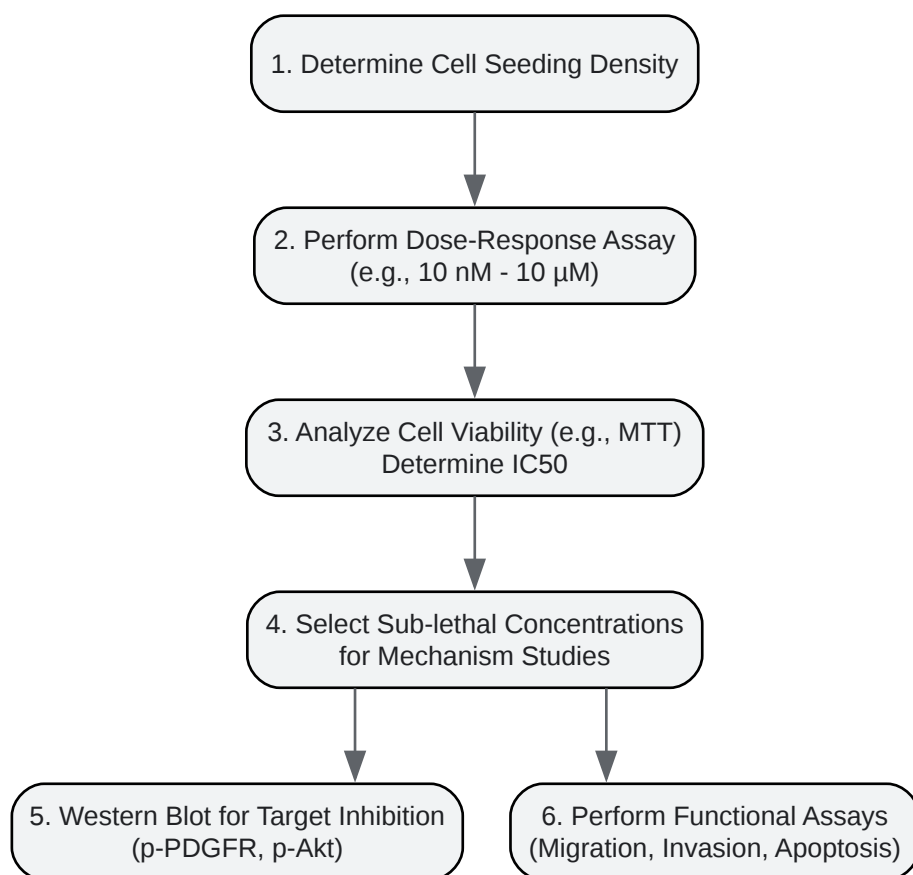 1. Determine Cell Seeding Density
2. Perform Dose-Response Assay
(e.g., 10 nM - 10 µM)
3. Analyze Cell Viability (e.g., MTT)
Determine IC50
4. Select Sub-lethal Concentrations
for Mechanism Studies
5. Western Blot for Target Inhibition
(p-PDGFR, p-Akt)
6. Perform Functional Assays
(Migration, Invasion, Apoptosis)